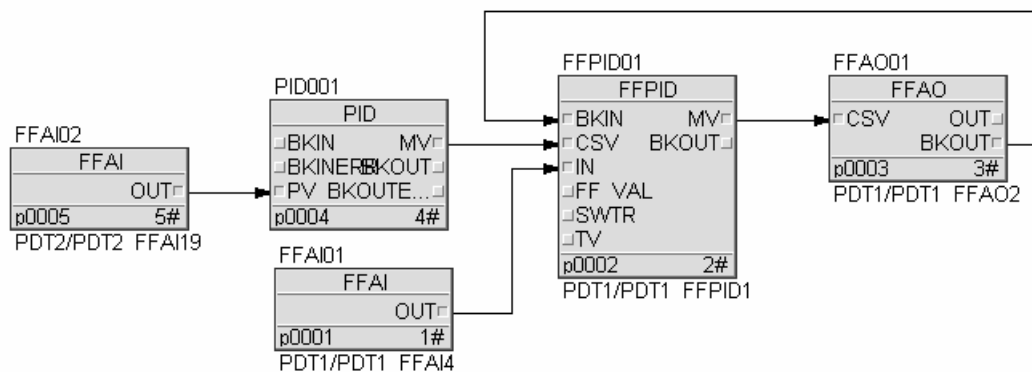 FFAI02
FFAI
OUT
p0005 5#
PDT2/PDT2 FFAI19
PID001
PID
BKIN MV
BKINERR BKOUT
PV BKOUTE...
p0004 4#
FFAI01
FFAI
OUT
p0001 1#
PDT1/PDT1 FFAI4
FFPID01
FFPID
BKIN MV
CSV BKOUT
IN
FF VAL
SWTR
TV
p0002 2#
PDT1/PDT1 FFPID1
FFAO01
FFAO
CSV OUT
BKOUT
p0003 3#
PDT1/PDT1 FFAO2